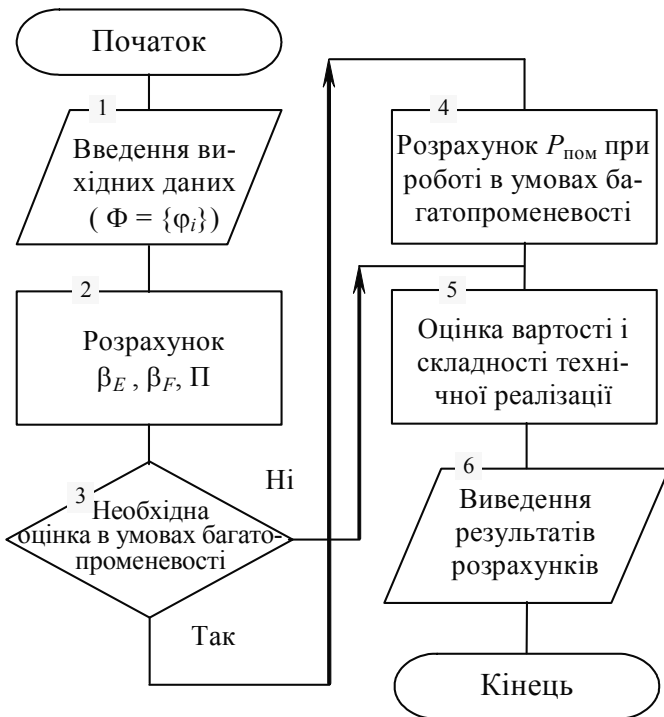 Початок
1
Введення ви-
хідних даних
( Φ = {φi})
2
Розрахунок
βE , βF, П
3
Необхідна
оцінка в умовах багато-
променевості
Ні
Так
4
Розрахунок Pпом при
роботі в умовах ба-
гатопроменевості
5
Оцінка вартості і
складності техні-
чної реалізації
6
Виведення
результатів
розрахунків
Кінець